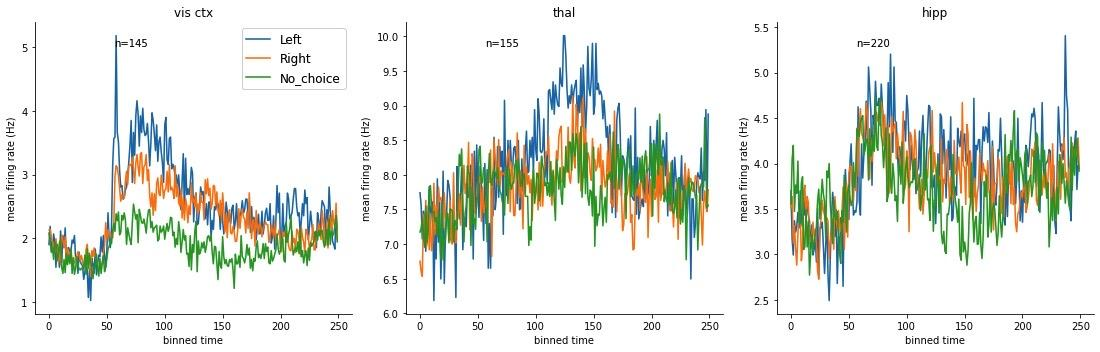 vis ctx
mean firing rate (Hz)
5
4
3
2
1
n=145
Left
Right
No_choice
0 50 100 150 200 250
binned time
thal
mean firing rate (Hz)
10.0
9.5
9.0
8.5
8.0
7.5
7.0
6.5
6.0
n=155
0 50 100 150 200 250
binned time
hipp
mean firing rate (Hz)
5.5
5.0
4.5
4.0
3.5
3.0
2.5
n=220
0 50 100 150 200 250
binned time